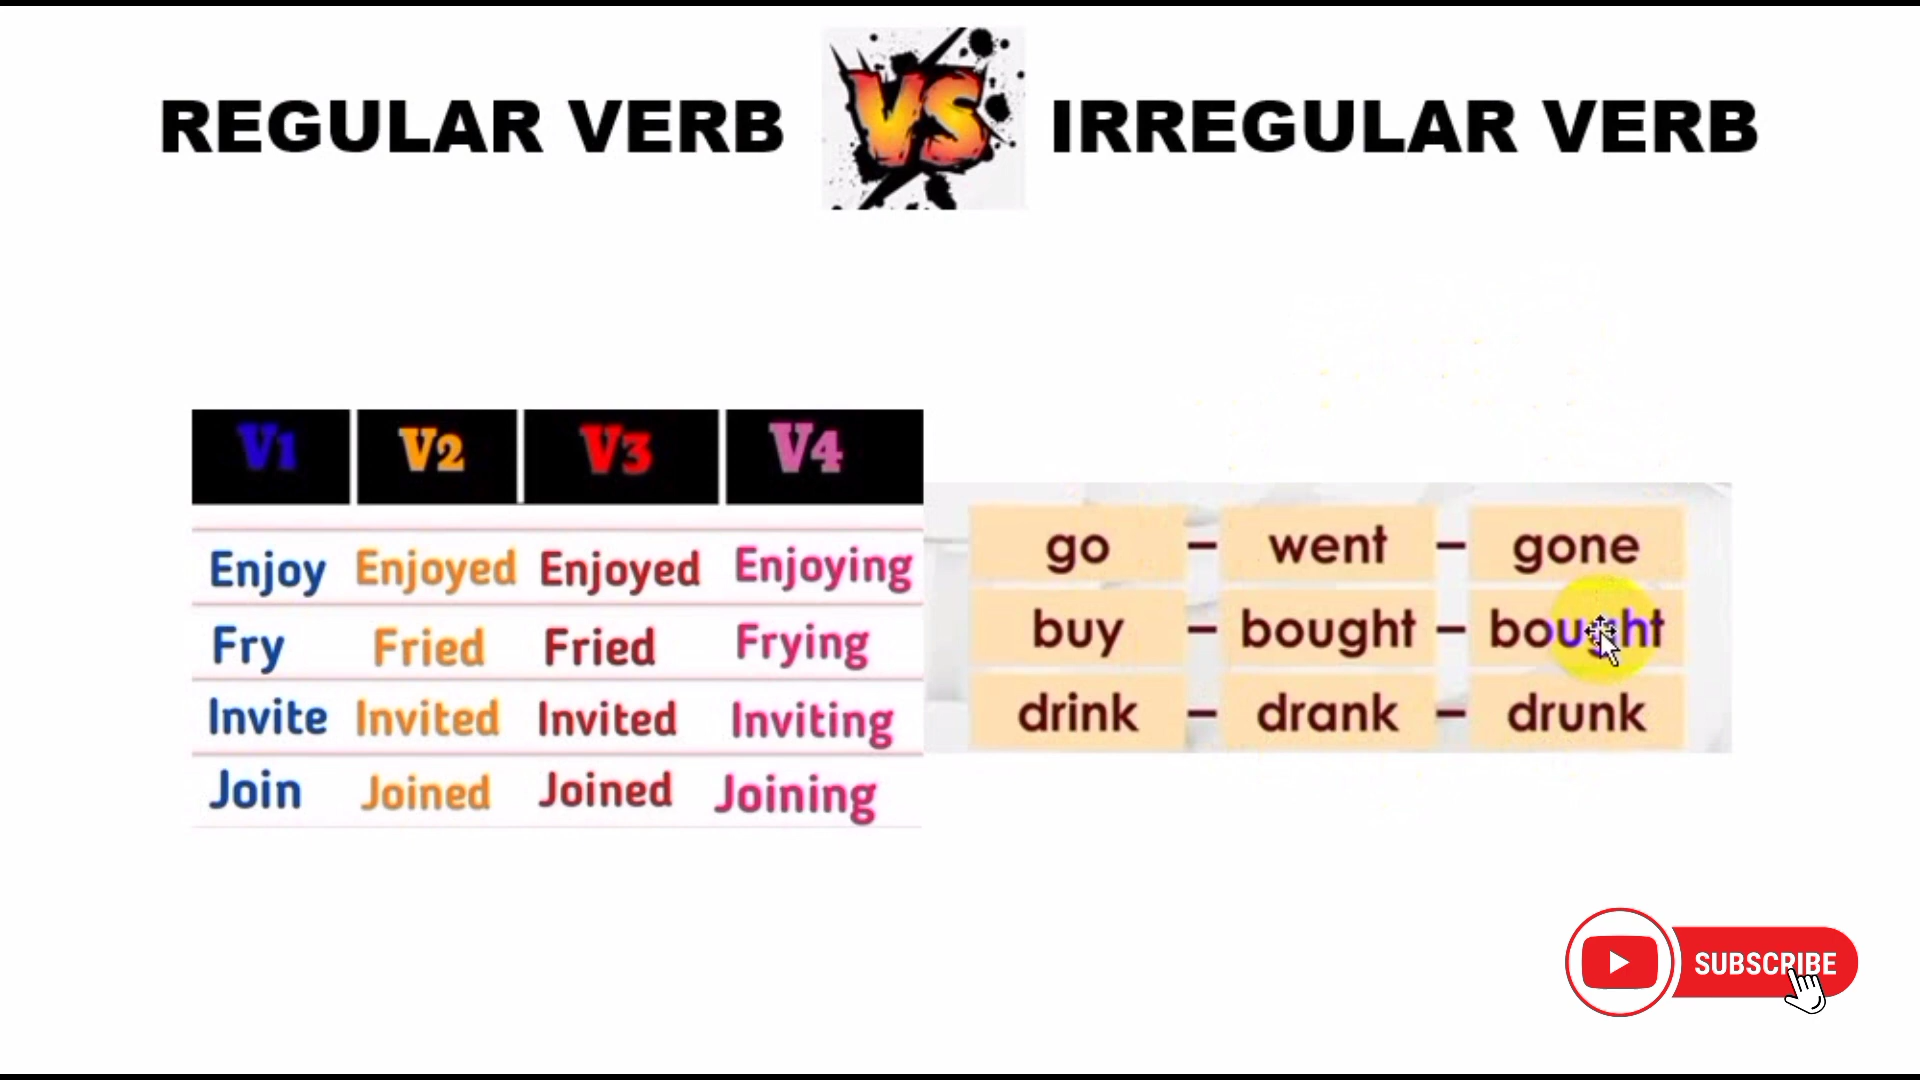 REGULAR VERB VS IRREGULAR VERB
V1 V2 V3 V4
Enjoy Enjoyed Enjoyed Enjoying
Fry Fried Fried Frying
Invite Invited Invited Inviting
Join Joined Joined Joining
go – went – gone
buy – bought – bought
drink – drank – drunk
SUBSCRIBE